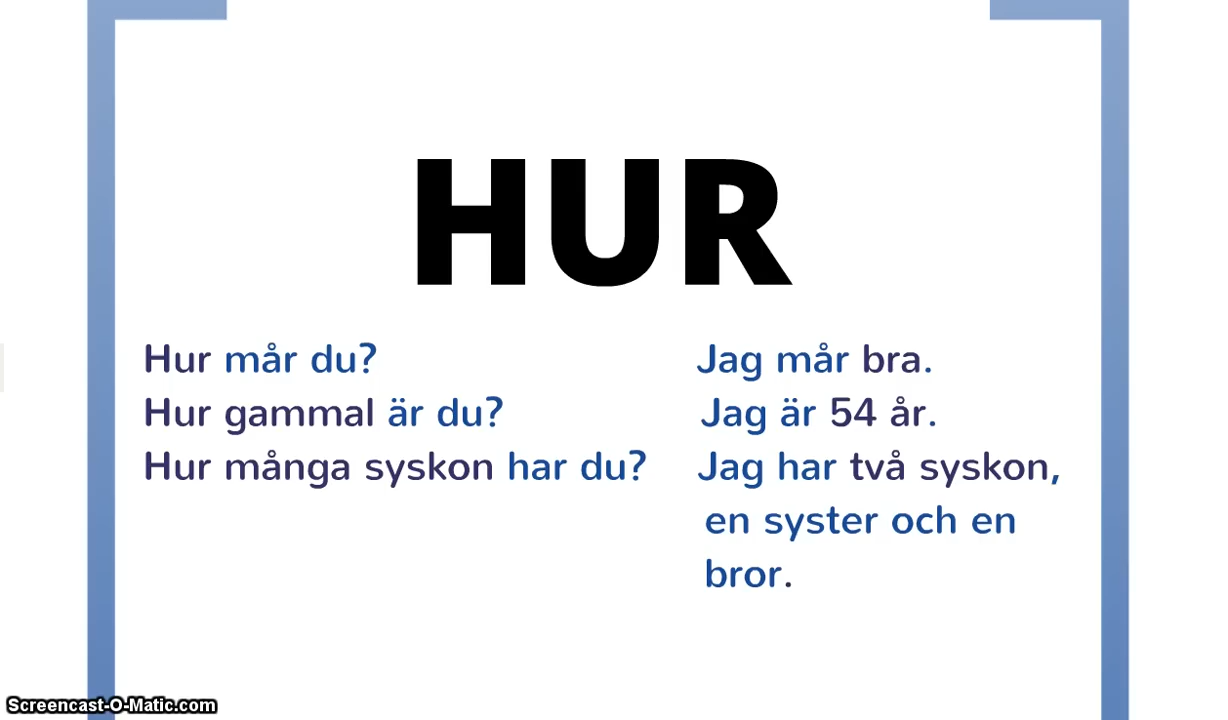 HUR
Hur mår du?
Jag mår bra.
Hur gammal är du?
Jag är 54 år.
Hur många syskon har du?
Jag har två syskon,
en syster och en
bror.
Screencast-O-Matic.com